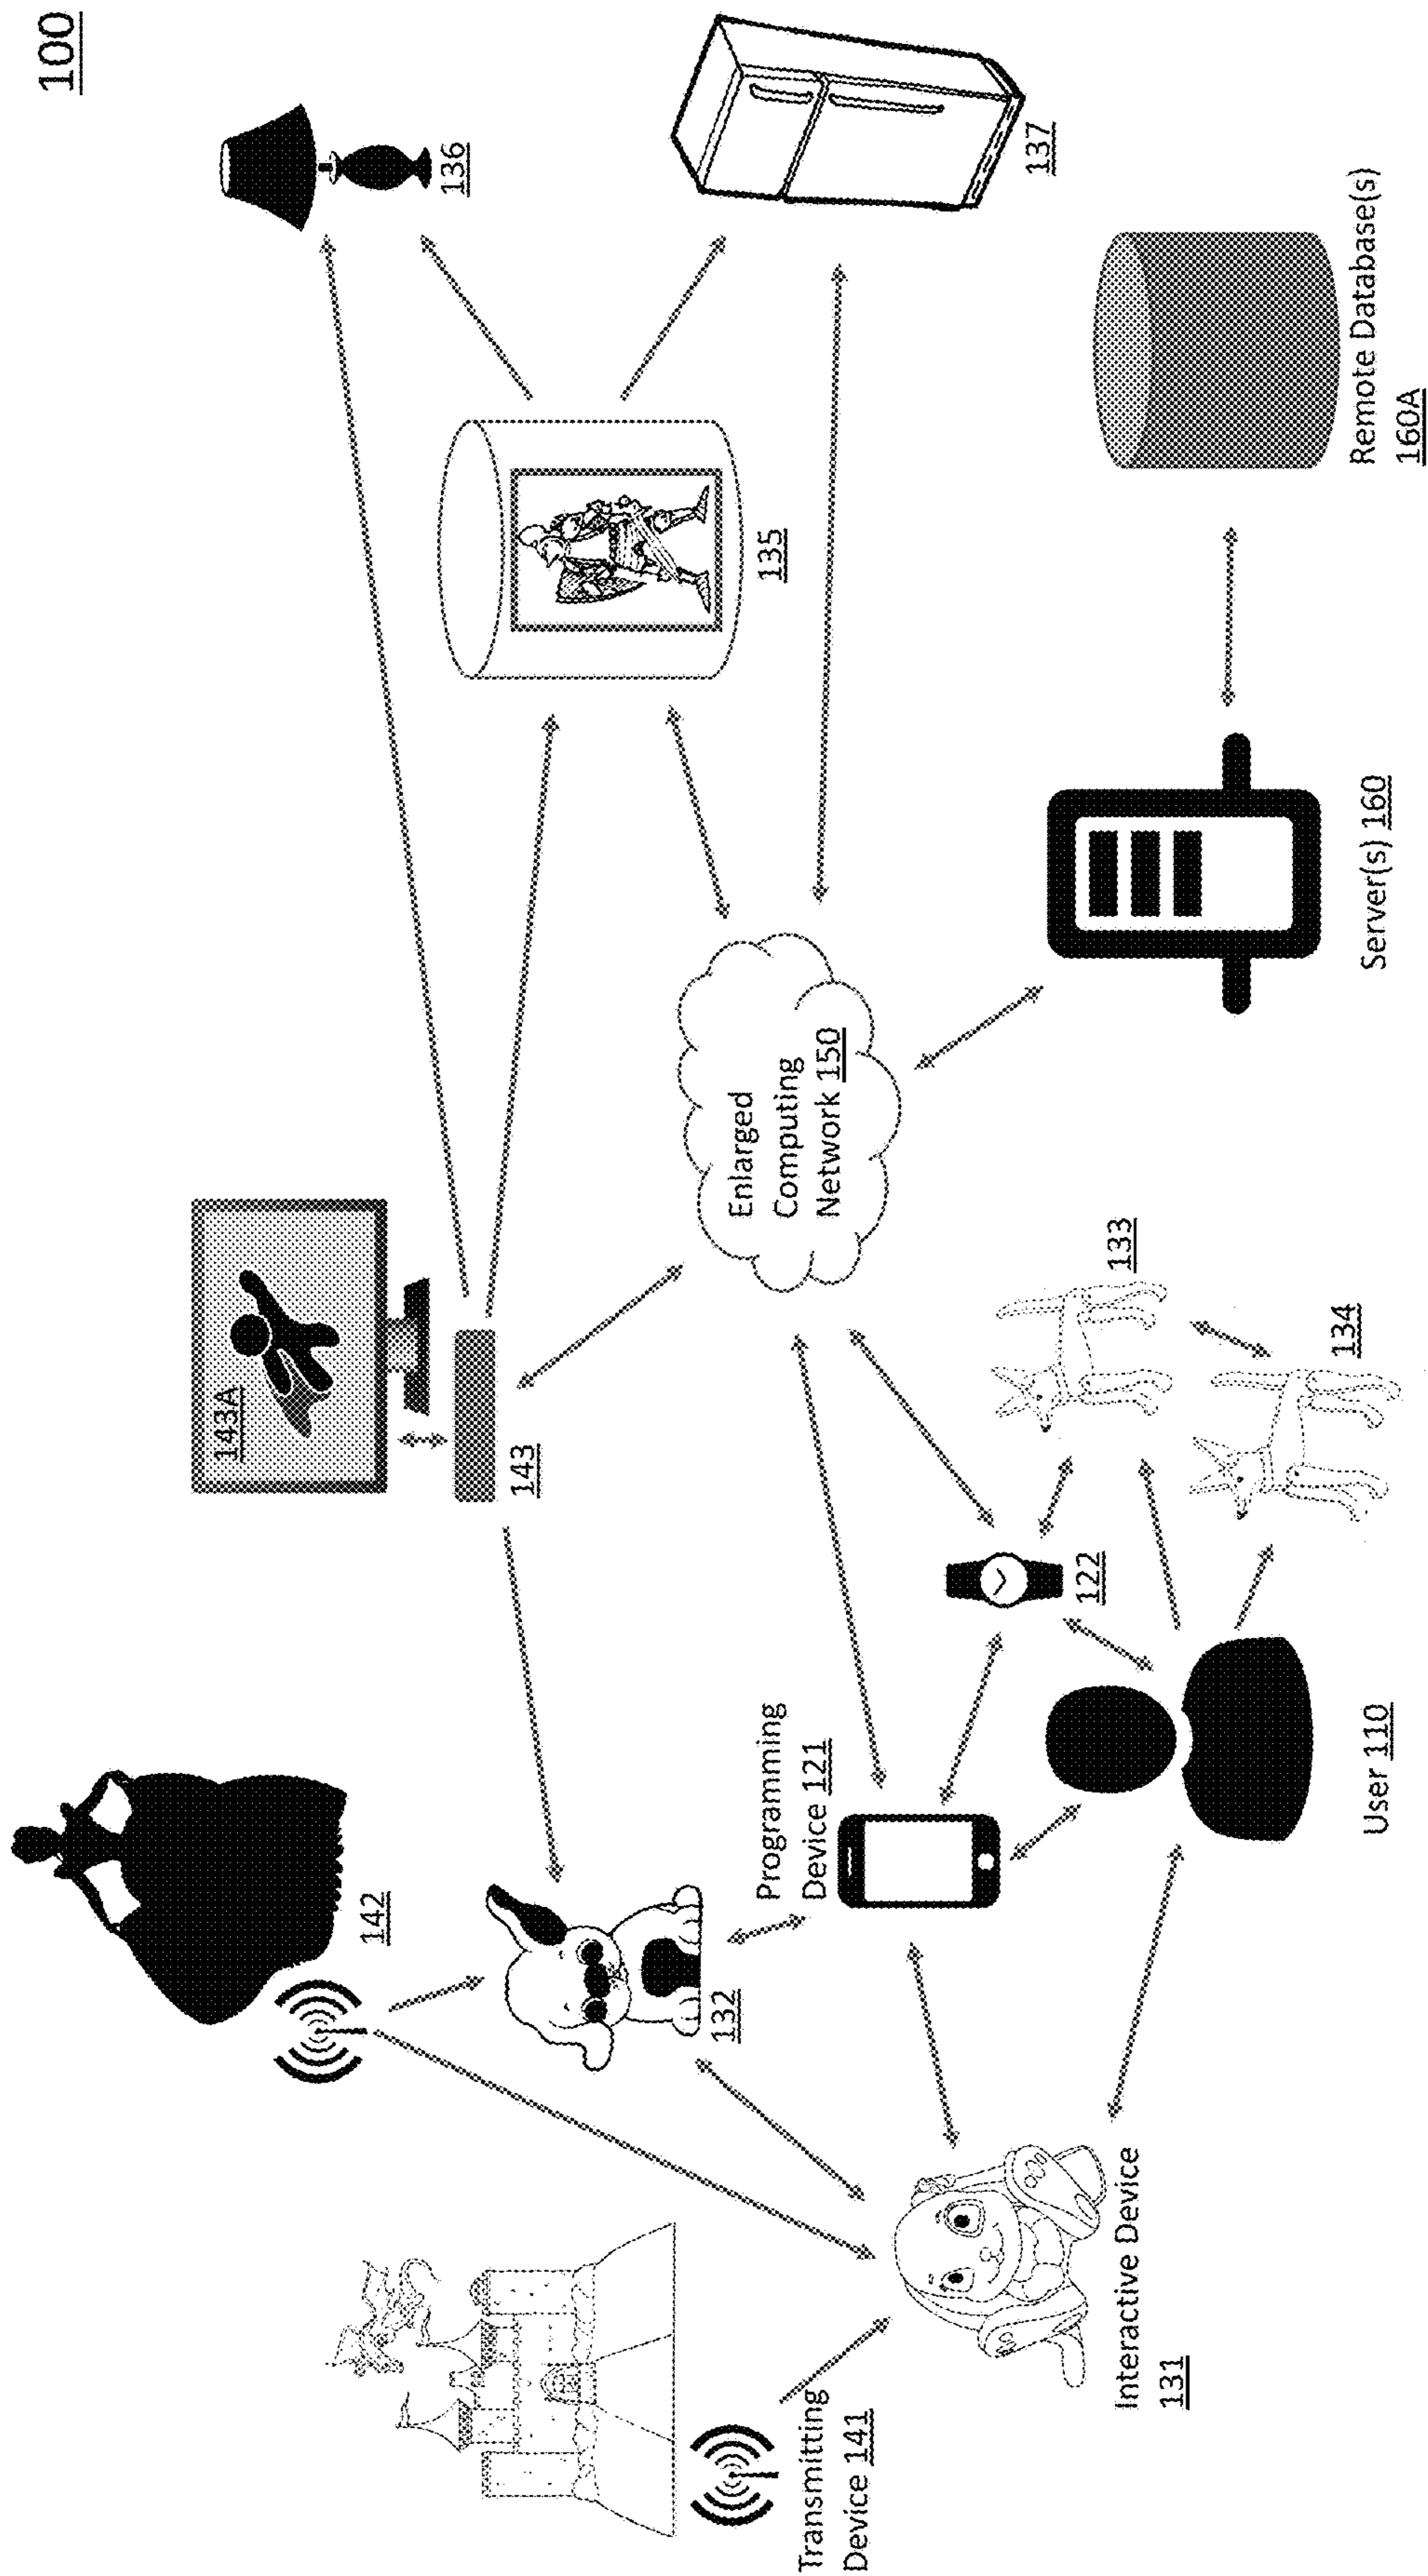 100
142
143A
143
136
132
135
Programming
Device 121
Enlarged
Computing
Network 150
137
Transmitting
Device 141
122
133
134
Interactive Device
131
User 110
Server(s) 160
Remote Database(s)
160A